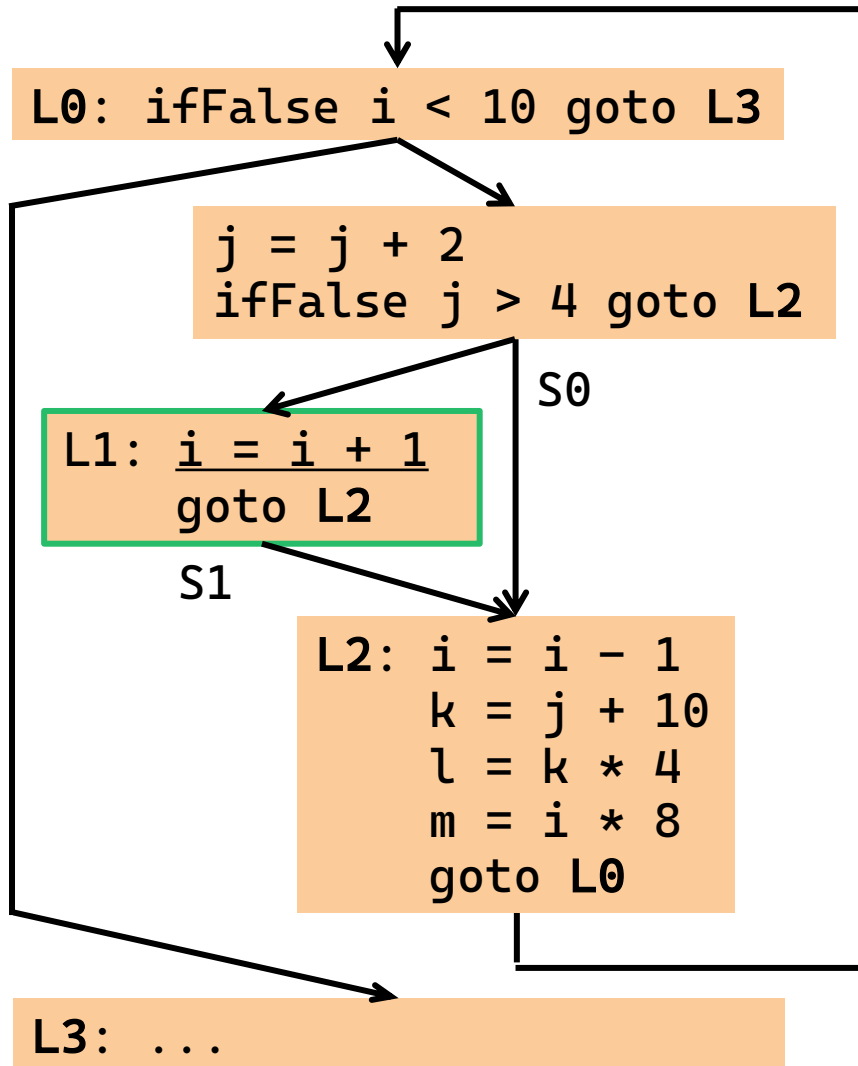 L0: ifFalse i < 10 goto L3
j = j + 2
ifFalse j > 4 goto L2
S0
L1: i = i + 1
goto L2
S1
L2: i = i - 1
k = j + 10
l = k * 4
m = i * 8
goto L0
L3: ...